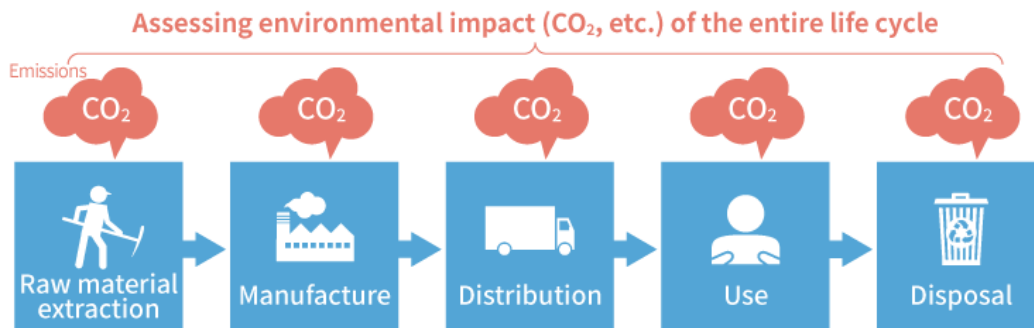 Assessing environmental impact (CO₂, etc.) of the entire life cycle
Emissions
CO₂
CO₂
CO₂
CO₂
CO₂
Raw material
extraction
Manufacture
Distribution
Use
Disposal